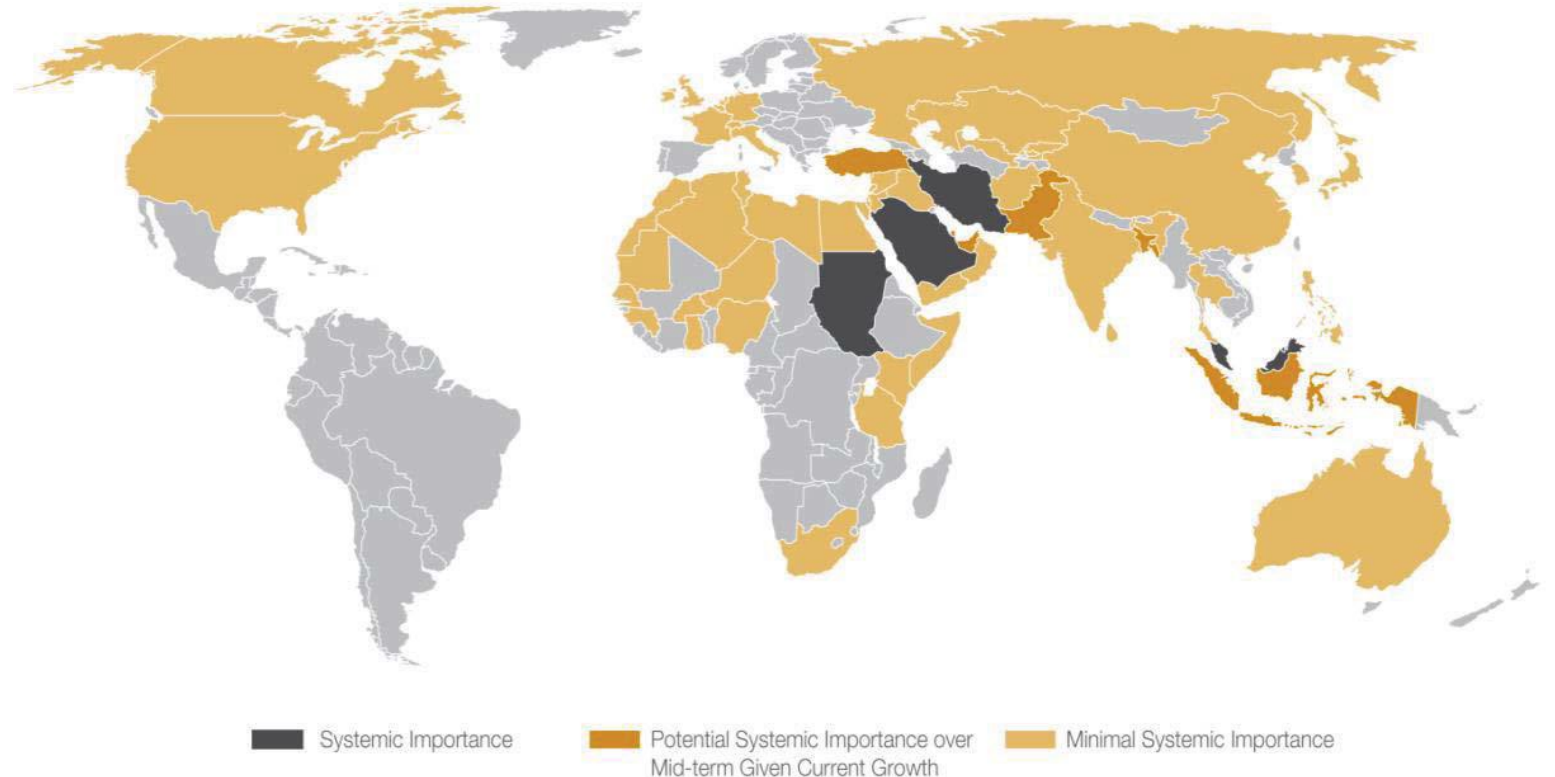 Systemic Importance
Potential Systemic Importance over
Mid-term Given Current Growth
Minimal Systemic Importance